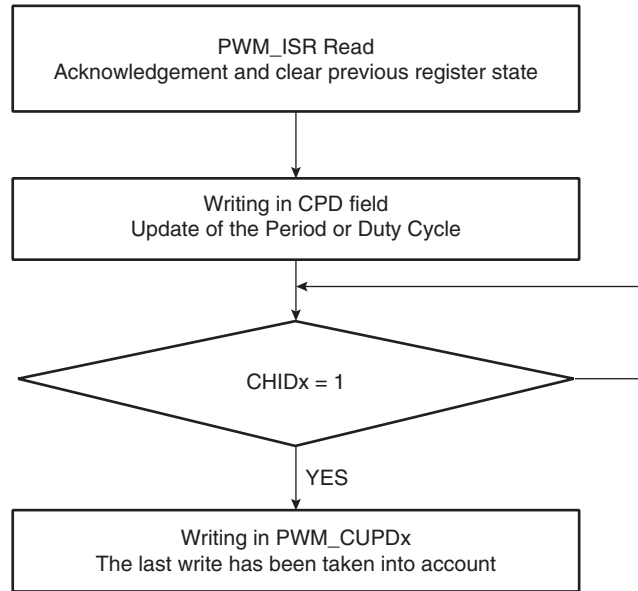 PWM_ISR Read
Acknowledgement and clear previous register state
Writing in CPD field
Update of the Period or Duty Cycle
CHIDx = 1
YES
Writing in PWM_CUPDx
The last write has been taken into account